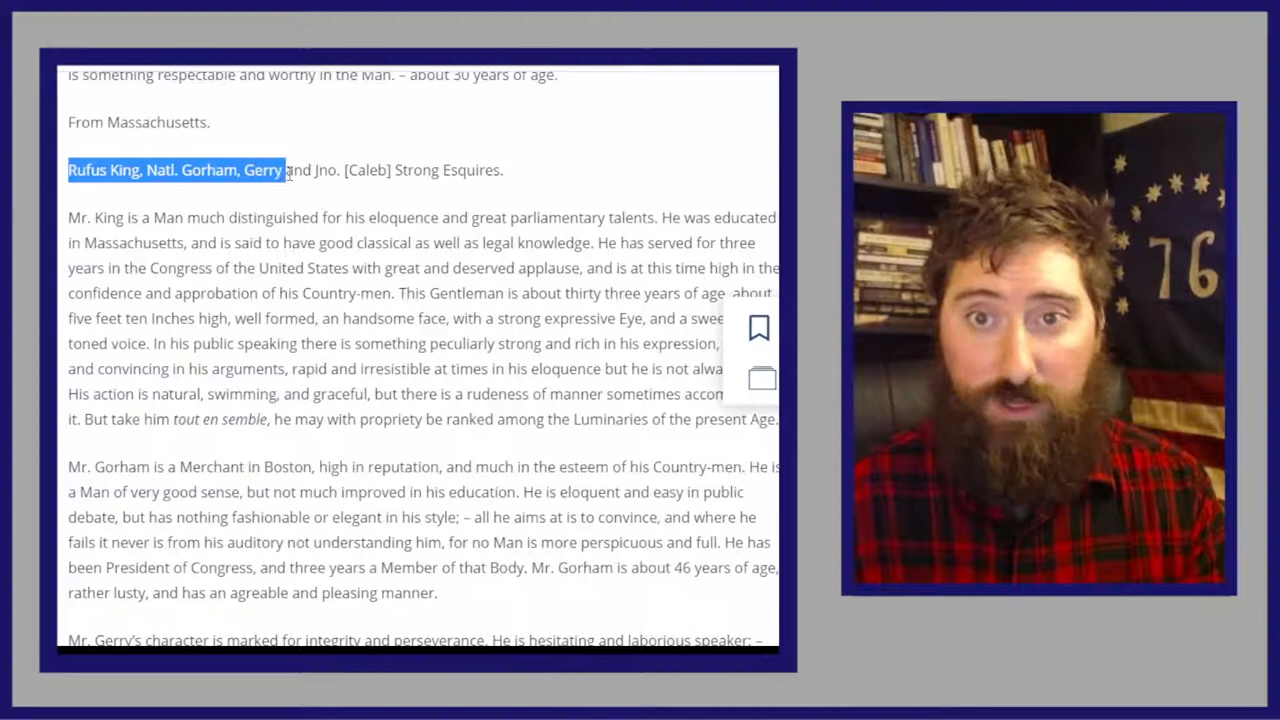 is something respectable and worthy in the Man. – about 30 years of age.
From Massachusetts.
Rufus King, Natl. Gorham, Gerry and Jno. [Caleb] Strong Esquires.
Mr. King is a Man much distinguished for his eloquence and great parliamentary talents. He was educated
in Massachusetts, and is said to have good classical as well as legal knowledge. He has served for three
years in the Congress of the United States with great and deserved applause, and is at this time high in the
confidence and approbation of his Country-men. This Gentleman is about thirty three years of age, about
five feet ten Inches high, well formed, an handsome face, with a strong expressive Eye, and a swee
toned voice. In his public speaking there is something peculiarly strong and rich in his expression,
and convincing in his arguments, rapid and irresistible at times in his eloquence but he is not alwa
His action is natural, swimming, and graceful, but there is a rudeness of manner sometimes accom
it. But take him tout en semble, he may with propriety be ranked among the Luminaries of the present Age.
Mr. Gorham is a Merchant in Boston, high in reputation, and much in the esteem of his Country-men. He is
a Man of very good sense, but not much improved in his education. He is eloquent and easy in public
debate, but has nothing fashionable or elegant in his style; – all he aims at is to convince, and where he
fails it never is from his auditory not understanding him, for no Man is more perspicuous and full. He has
been President of Congress, and three years a Member of that Body. Mr. Gorham is about 46 years of age,
rather lusty, and has an agreable and pleasing manner.
Mr. Gerry's character is marked for integrity and perseverance. He is hesitating and laborious speaker; –
76